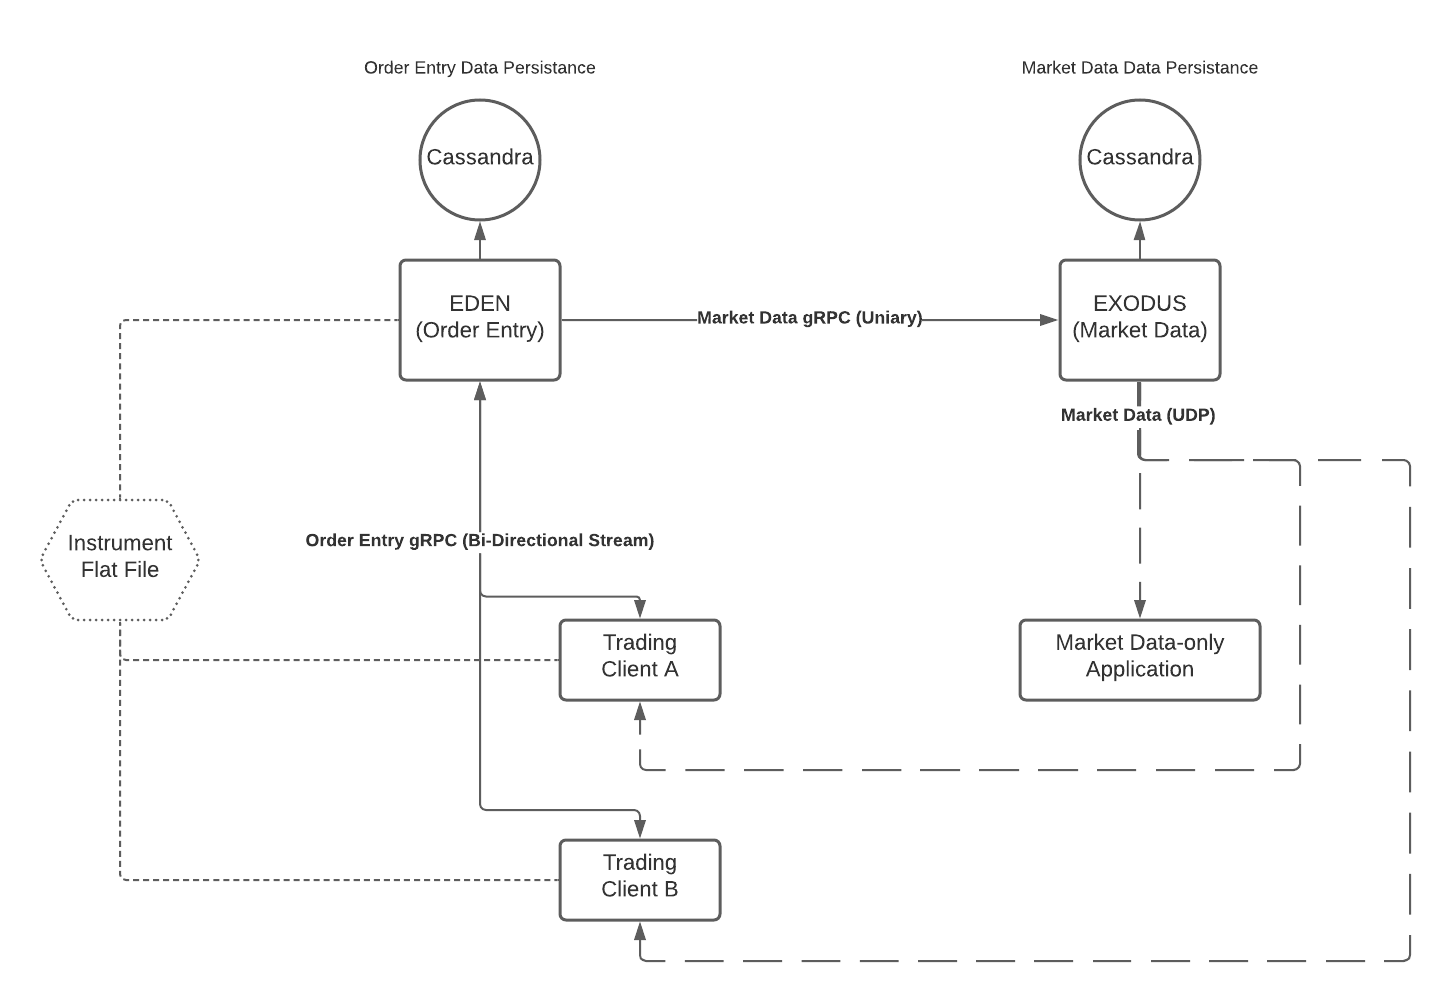 Order Entry Data Persistance
Market Data Data Persistance
Cassandra
Cassandra
EDEN
(Order Entry)
Market Data gRPC (Uniary)
EXODUS
(Market Data)
Market Data (UDP)
Instrument
Flat File
Order Entry gRPC (Bi-Directional Stream)
Trading
Client A
Market Data-only
Application
Trading
Client B